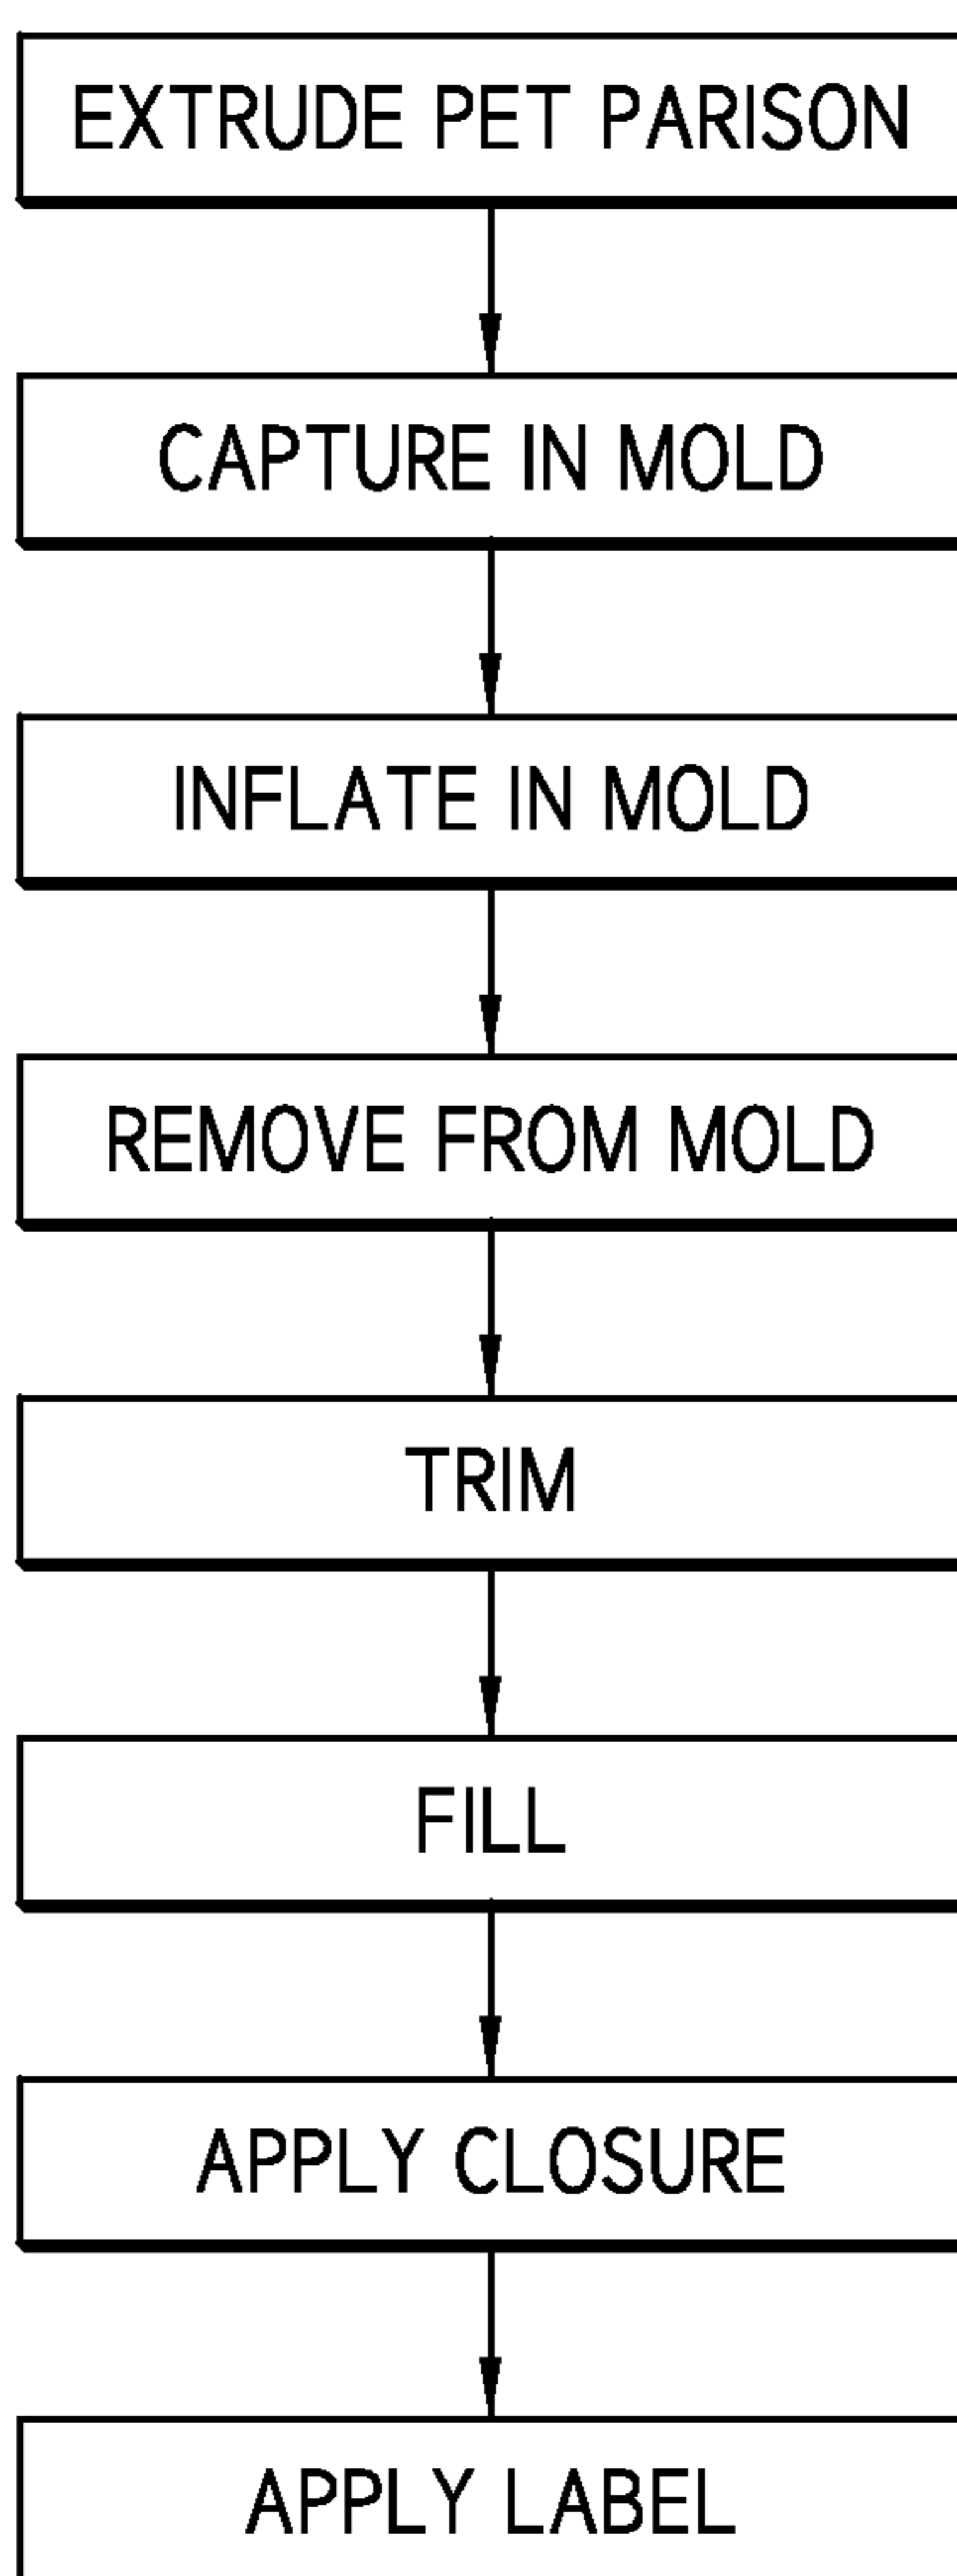 EXTRUDE PET PARISON
CAPTURE IN MOLD
INFLATE IN MOLD
REMOVE FROM MOLD
TRIM
FILL
APPLY CLOSURE
APPLY LABEL